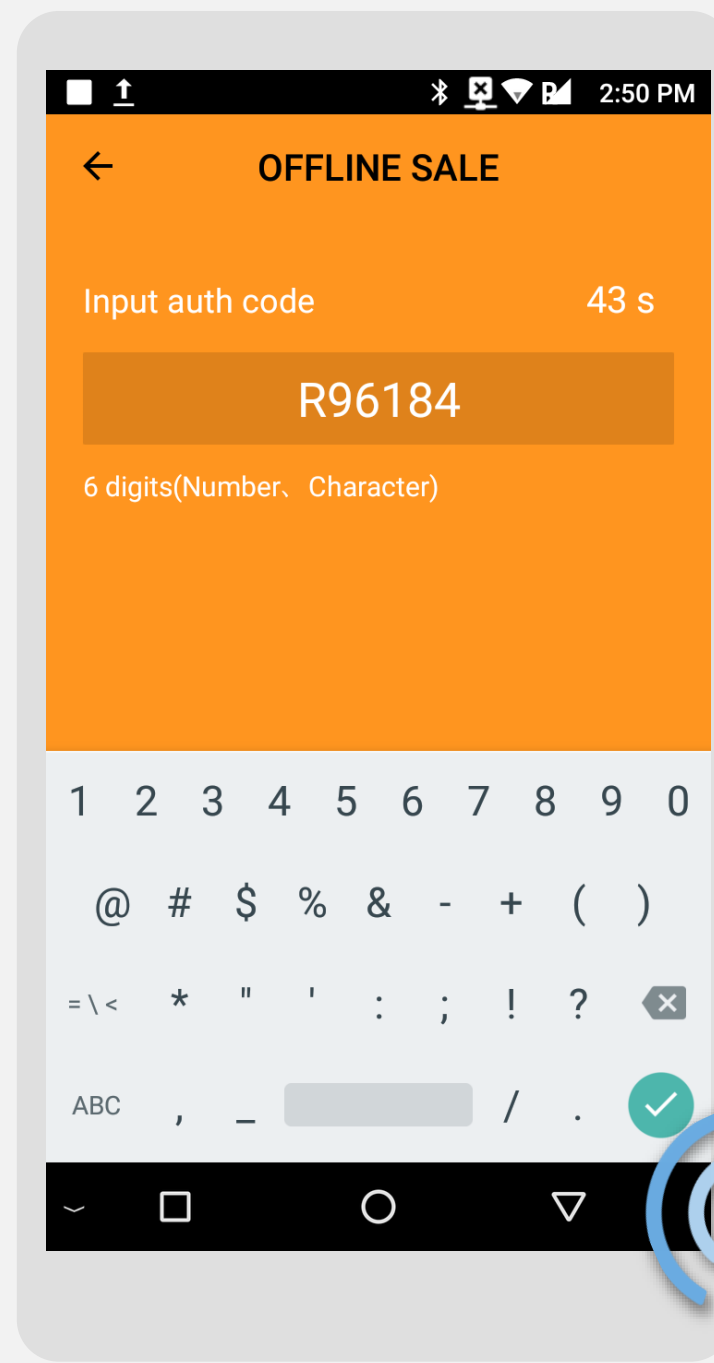 2:50 PM
OFFLINE SALE
Input auth code 43 s
R96184
6 digits(Number、Character)
1 2 3 4 5 6 7 8 9 0
@ # $ % & - + ( )
= \ < * " ' : ; ! ?
ABC , _ / .